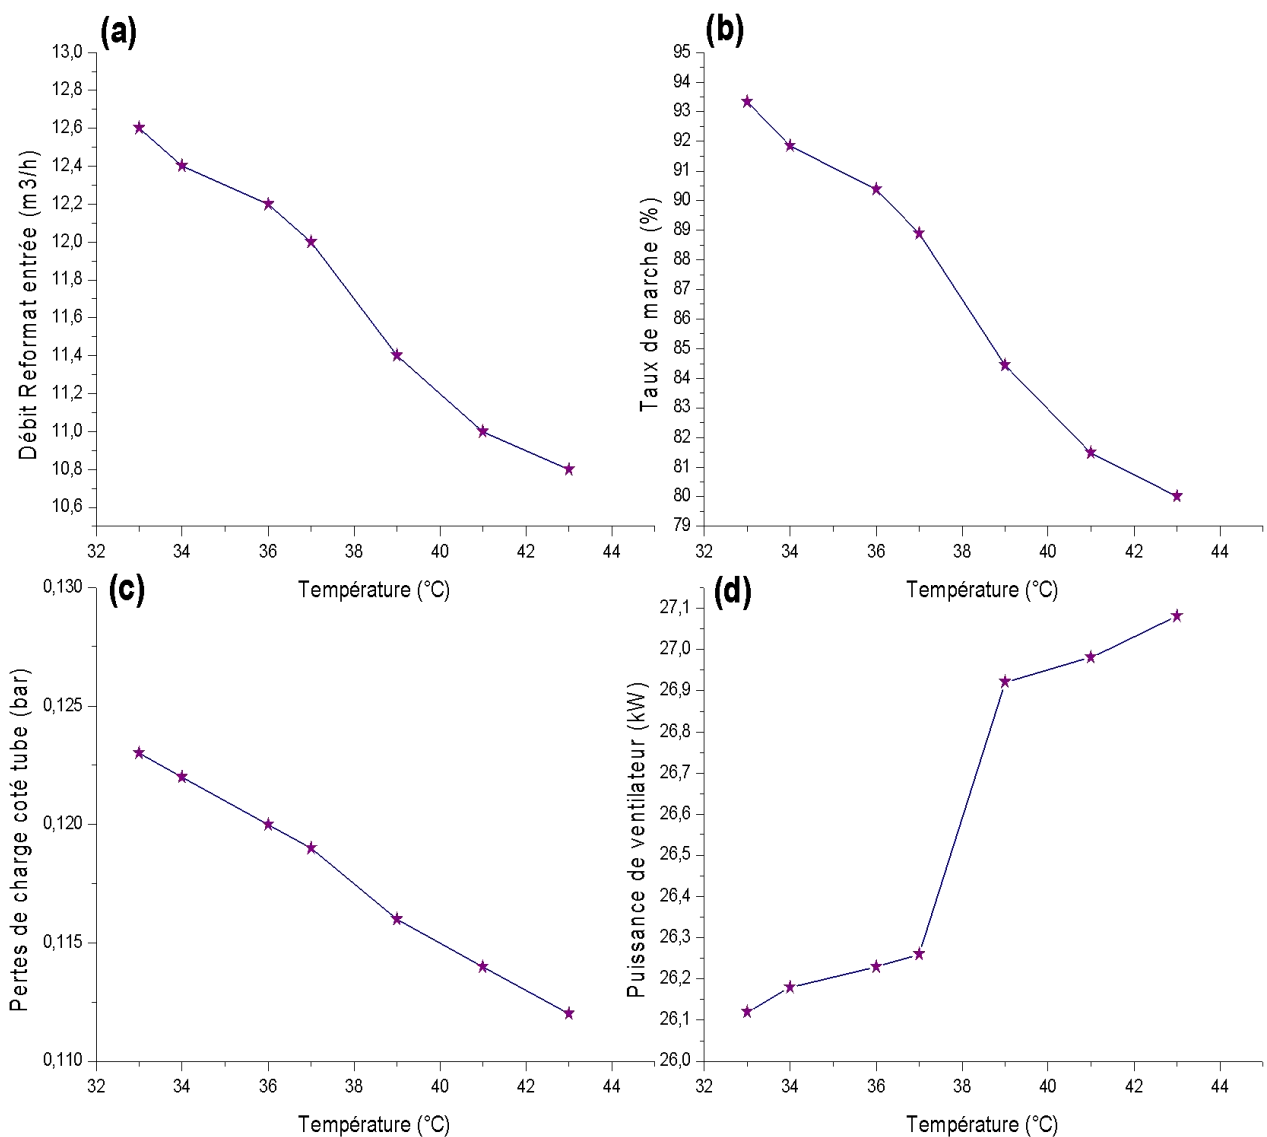 (a)
13,0
12,8
12,6
12,4
12,2
12,0
11,8
11,6
11,4
11,2
11,0
10,8
10,6
Débit Reformat entrée (m3/h)
32 34 36 38 40 42 44
Température (°C)
(b)
95
94
93
92
91
90
89
88
87
86
85
84
83
82
81
80
79
Taux de marche (%)
32 34 36 38 40 42 44
Température (°C)
(c)
0,130
0,125
0,120
0,115
0,110
Pertes de charge coté tube (bar)
32 34 36 38 40 42 44
Température (°C)
(d)
27,1
27,0
26,9
26,8
26,7
26,6
26,5
26,4
26,3
26,2
26,1
26,0
Puissance de ventilateur (kW)
32 34 36 38 40 42 44
Température (°C)